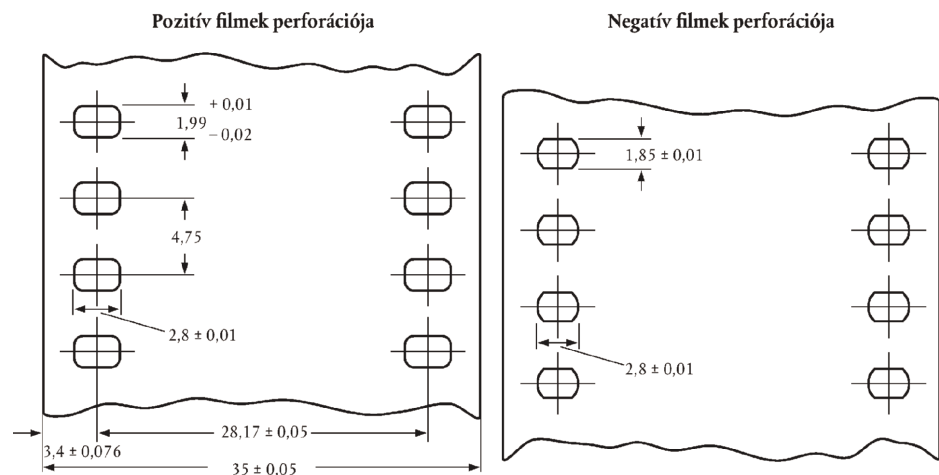 Pozitív filmek perforációja
Negatív filmek perforációja
+ 0,01
1,99
– 0,02
4,75
2,8 ± 0,01
28,17 ± 0,05
3,4 ± 0,076
35 ± 0,05
1,85 ± 0,01
2,8 ± 0,01